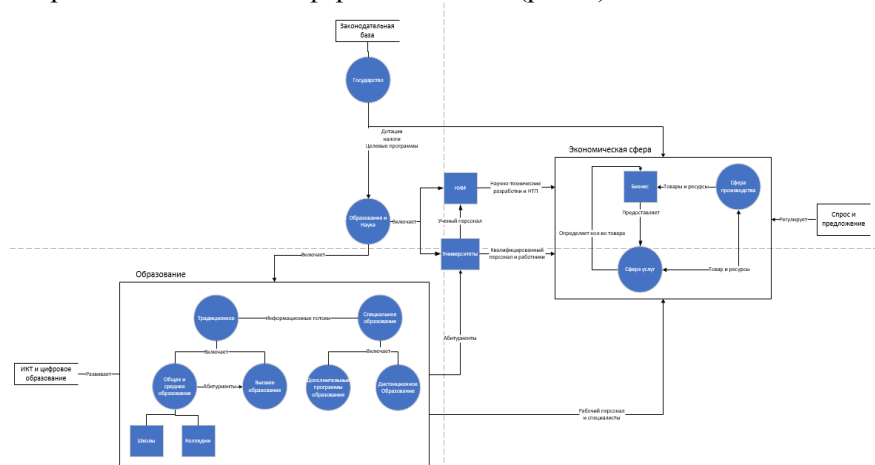 Законодательная
база
Государство
Дотации
налоги
Целевые программы
Экономическая сфера
НИИ
Научно технические
разработки и НТП
Бизнес
Товары и ресурсы
Сфера
производства
Образование и
Наука
Включает
Ученый персонал
Предоставляет
Регулирует
Спрос и
предложение
Определяет кол-во товара
Университеты
Квалифицированный
персонал и работники
Сфера услуг
Товар и ресурсы
Включает
Образование
Традиционное
Информационные потоки
Специальное
образование
Абитуриенты
Включает
Включает
ИКТ и цифровое
образование
Развивает
Общее и
среднее
образование
Абитуриенты
Высшее
образование
Дополнительные
программы
образования
Дистанционное
Образование
Рабочий персонал
и специалисты
Школы
Колледжи